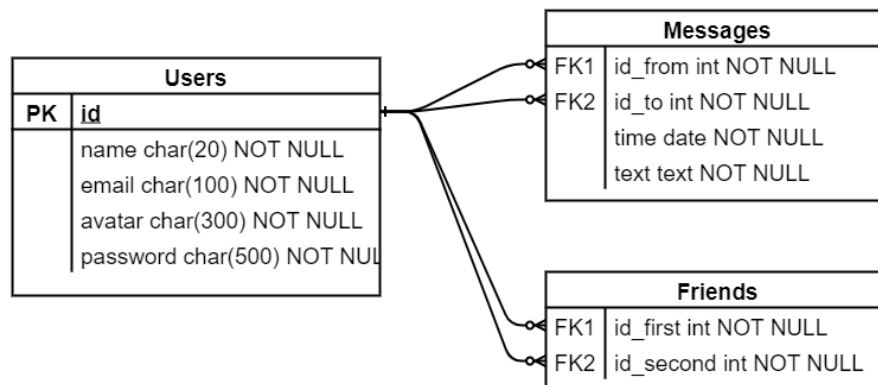 Users
PK id
name char(20) NOT NULL
email char(100) NOT NULL
avatar char(300) NOT NULL
password char(500) NOT NUL
Messages
FK1 id_from int NOT NULL
FK2 id_to int NOT NULL
time date NOT NULL
text text NOT NULL
Friends
FK1 id_first int NOT NULL
FK2 id_second int NOT NULL